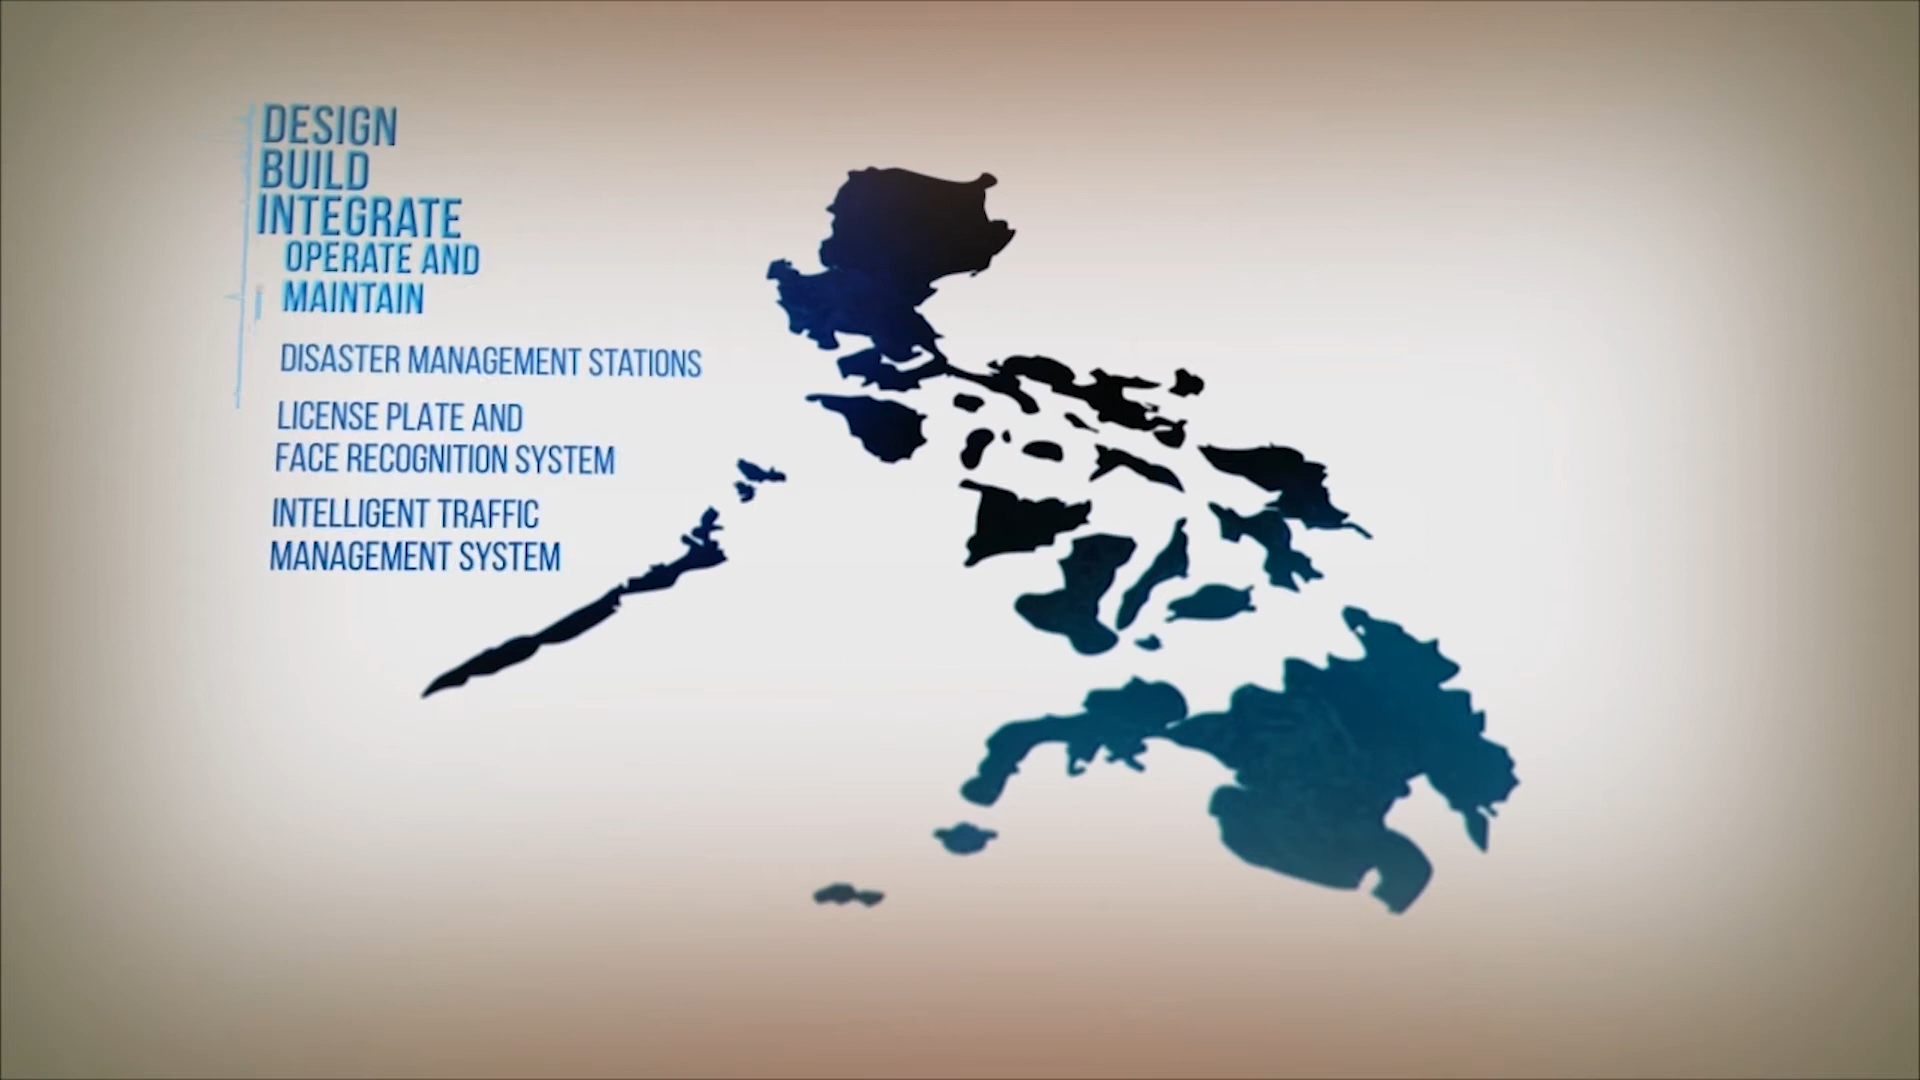 DESIGN
BUILD
INTEGRATE
OPERATE AND
MAINTAIN
DISASTER MANAGEMENT STATIONS
LICENSE PLATE AND
FACE RECOGNITION SYSTEM
INTELLIGENT TRAFFIC
MANAGEMENT SYSTEM